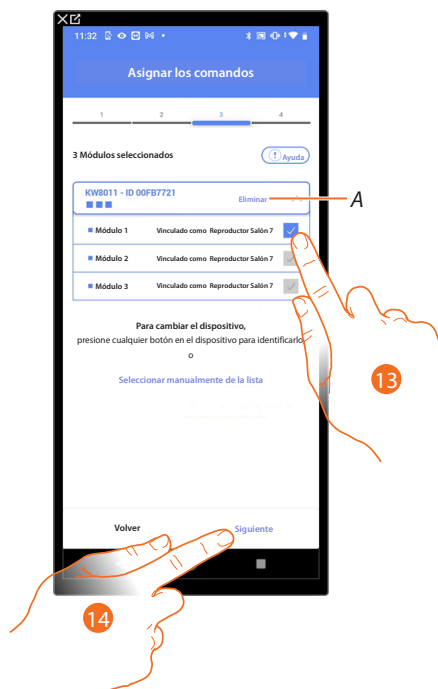 11:32
Asignar los comandos
1 2 3 4
3 Módulos seleccionados
Ayuda
KW8011 - ID 00FB7721
Eliminar
A
Módulo 1 Vinculado como Reproductor Salón 7
Módulo 2 Vinculado como Reproductor Salón 7
Módulo 3 Vinculado como Reproductor Salón 7
Para cambiar el dispositivo,
presione cualquier botón en el dispositivo para identificarlo
o
Seleccionar manualmente de la lista
13
Volver
Siguiente
14